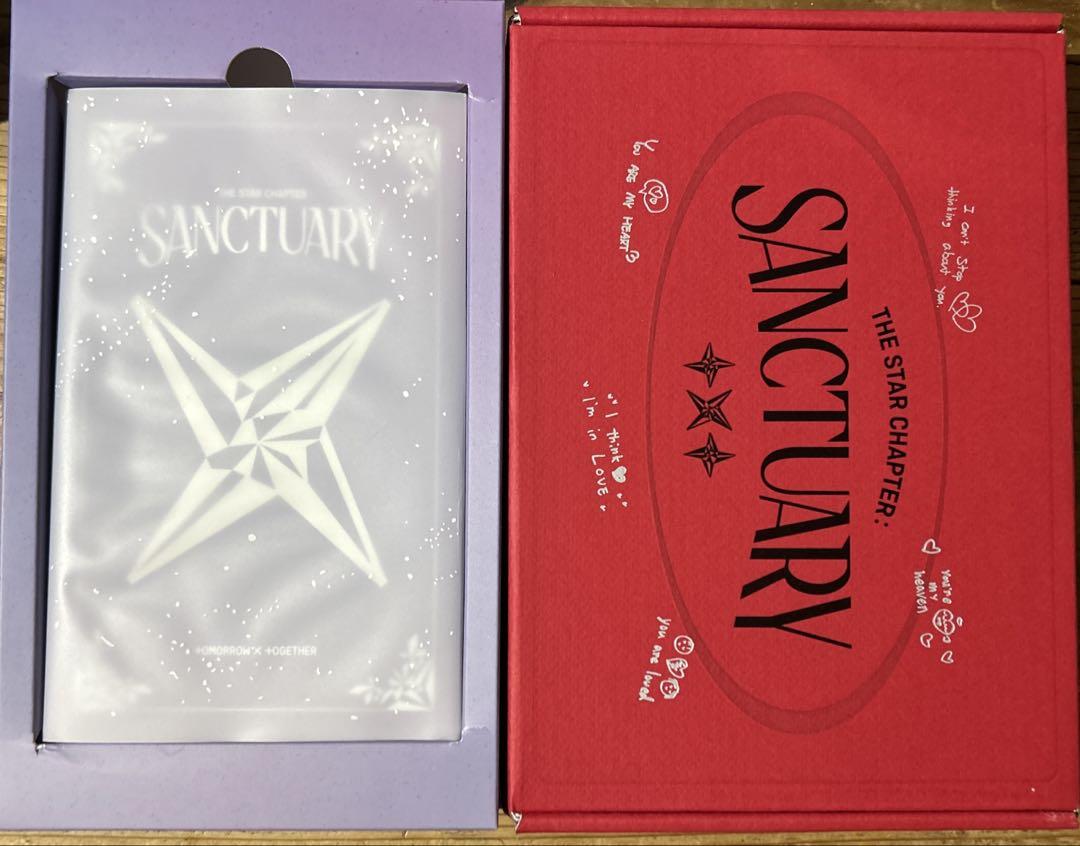 THE STAR CHAPTER
SANCTUARY
TOMORROW X TOGETHER
You ARE MY HEART
I can't Stop
thinking about you.
THE STAR CHAPTER:
SANCTUARY
"I think
I'm in LOVE"
you're
my
heaven
you are loved